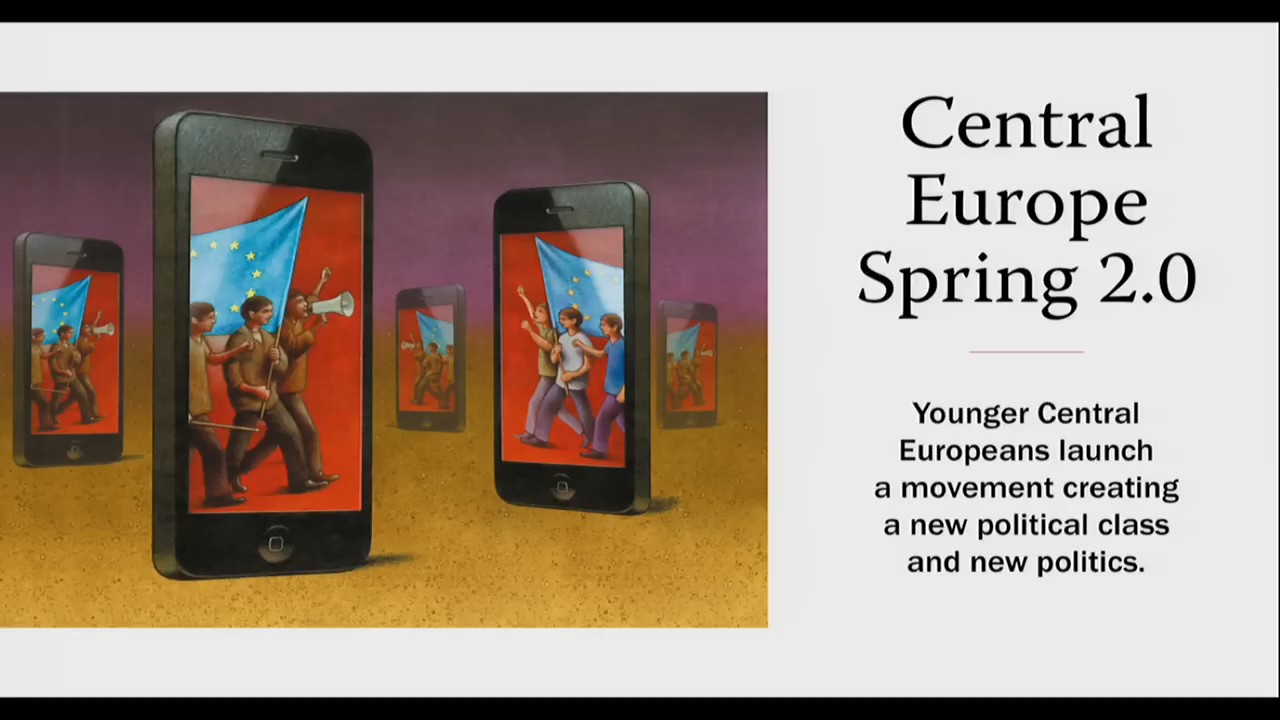 Central
Europe
Spring 2.0
Younger Central
Europeans launch
a movement creating
a new political class
and new politics.